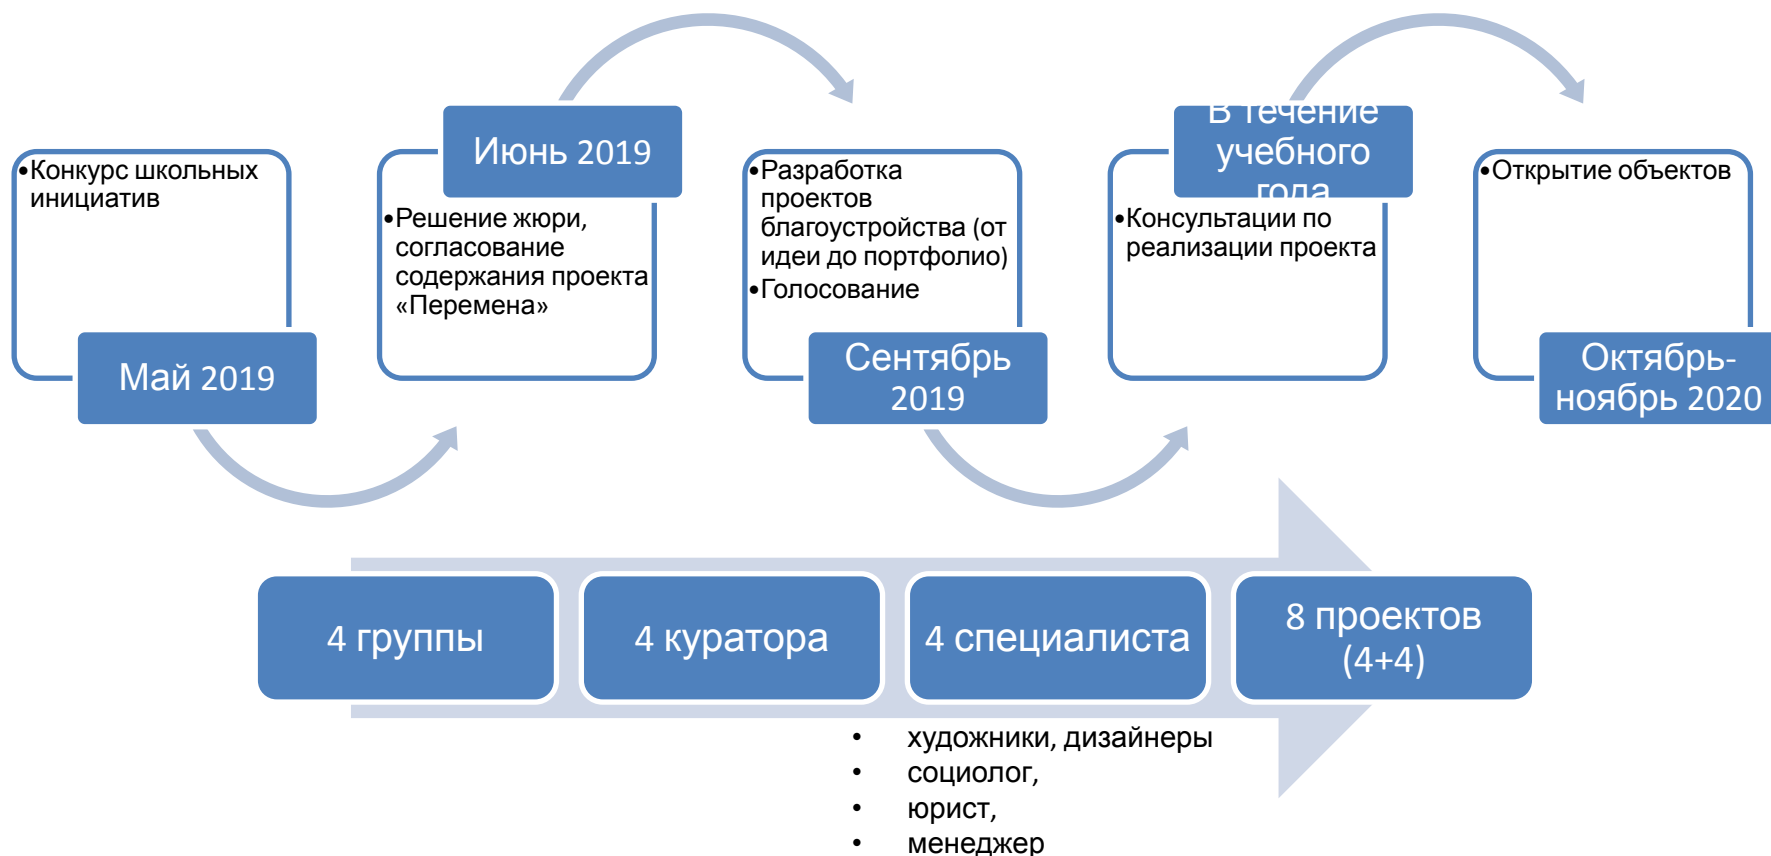 •Конкурс школьных
инициатив
Май 2019
Июнь 2019
•Решение жюри,
согласование
содержания проекта
«Перемена»
•Разработка
проектов
благоустройства (от
идеи до портфолио)
•Голосование
Сентябрь
2019
В течение
учебного
года
•Консультации по
реализации проекта
•Открытие объектов
Октябрь-
ноябрь 2020
4 группы
4 куратора
4 специалиста
8 проектов
(4+4)
• художники, дизайнеры
• социолог,
• юрист,
• менеджер